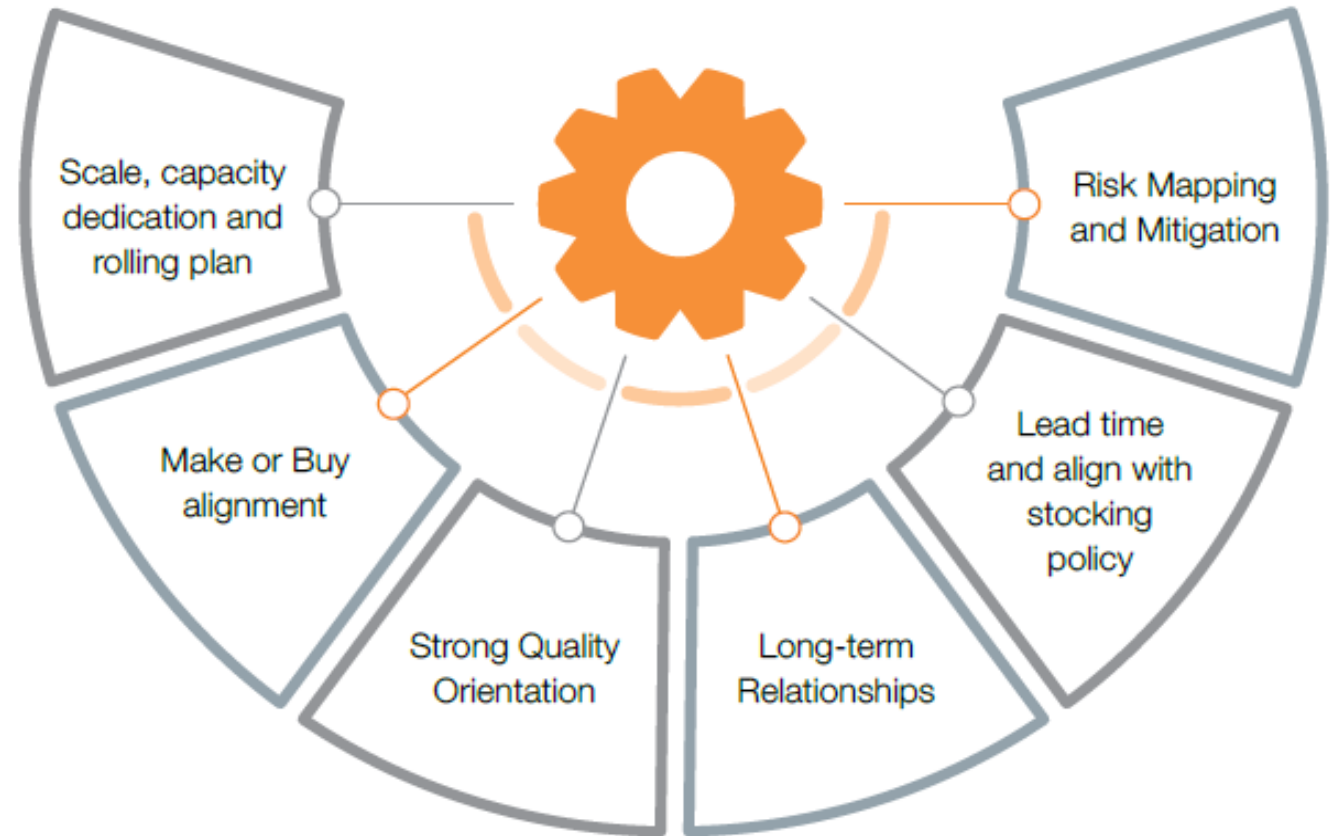 Scale, capacity
dedication and
rolling plan
Make or Buy
alignment
Strong Quality
Orientation
Long-term
Relationships
Lead time
and align with
stocking
policy
Risk Mapping
and Mitigation